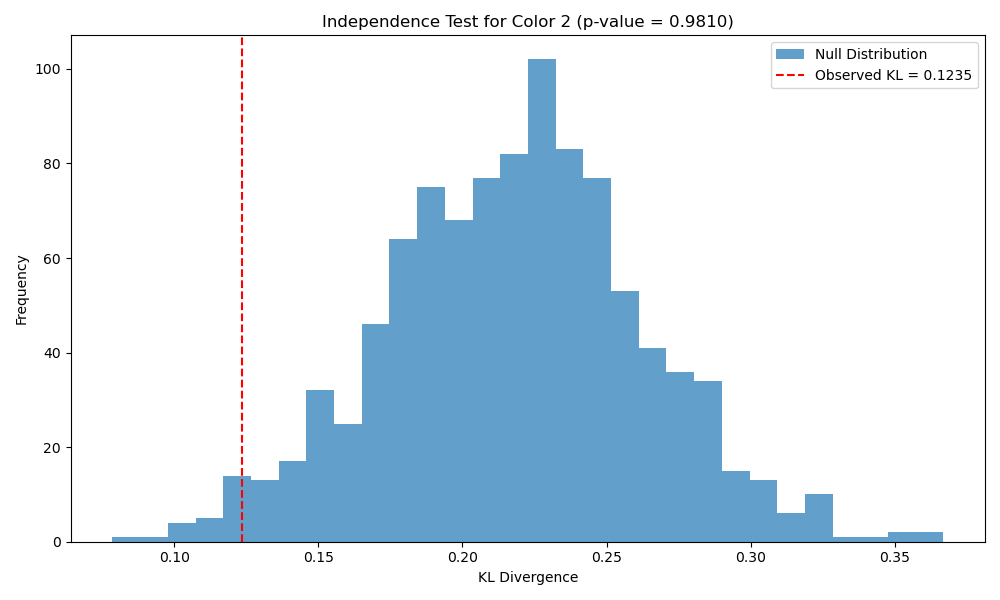 Independence Test for Color 2 (p-value = 0.9810)
Null Distribution
Observed KL = 0.1235
Frequency
100
80
60
40
20
0
0.10 0.15 0.20 0.25 0.30 0.35
KL Divergence